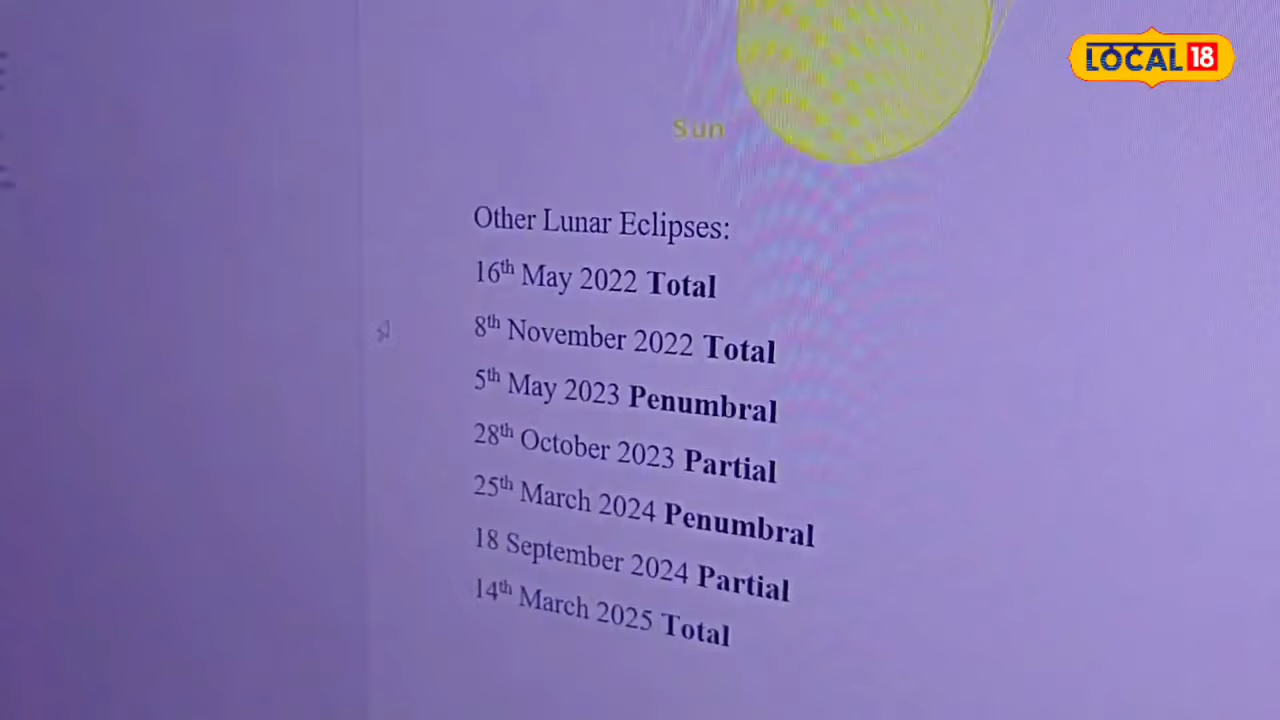 LOCAL 18
Sun
Other Lunar Eclipses:
16th May 2022 Total
8th November 2022 Total
5th May 2023 Penumbral
28th October 2023 Partial
25th March 2024 Penumbral
18 September 2024 Partial
14th March 2025 Total